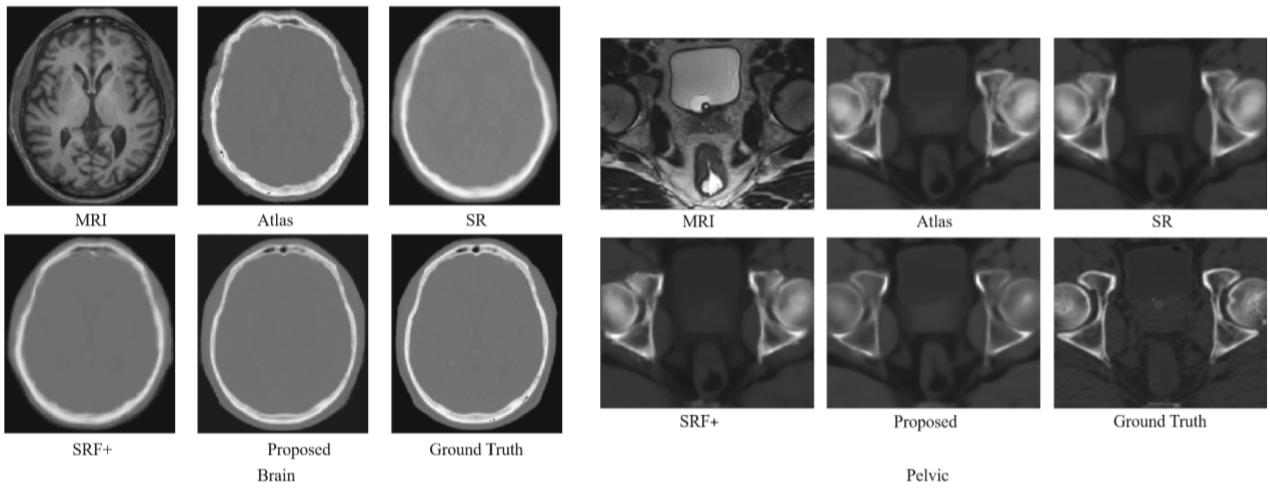 MRI Atlas SR
SRF+ Proposed Ground Truth
Brain
MRI Atlas SR
SRF+ Proposed Ground Truth
Pelvic